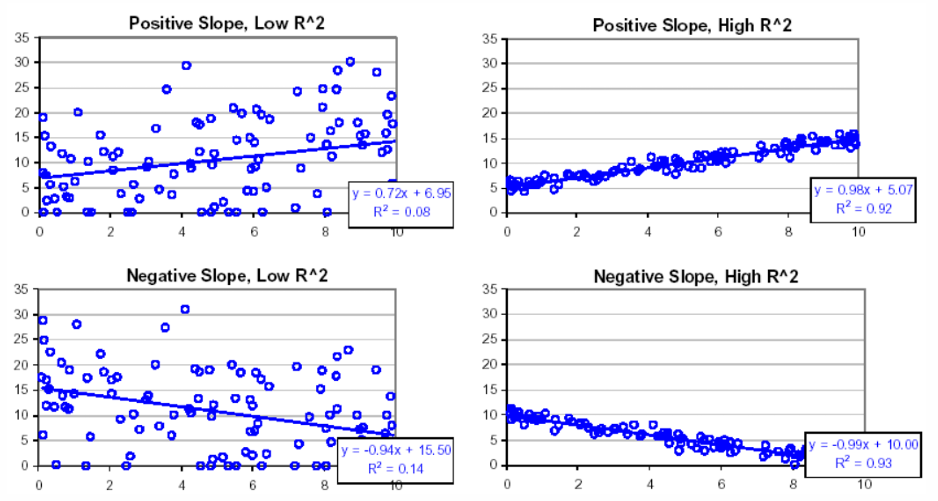 Positive Slope, Low R^2
35
30
25
20
15
10
5
0
0 2 4 6 8 10
y = 0.72x + 6.95
R² = 0.08
Positive Slope, High R^2
35
30
25
20
15
10
5
0
0 2 4 6 8 10
y = 0.98x + 5.07
R² = 0.92
Negative Slope, Low R^2
35
30
25
20
15
10
5
0
0 2 4 6 8 10
y = -0.94x + 15.50
R² = 0.14
Negative Slope, High R^2
35
30
25
20
15
10
5
0
0 2 4 6 8 10
y = -0.99x + 10.00
R² = 0.93